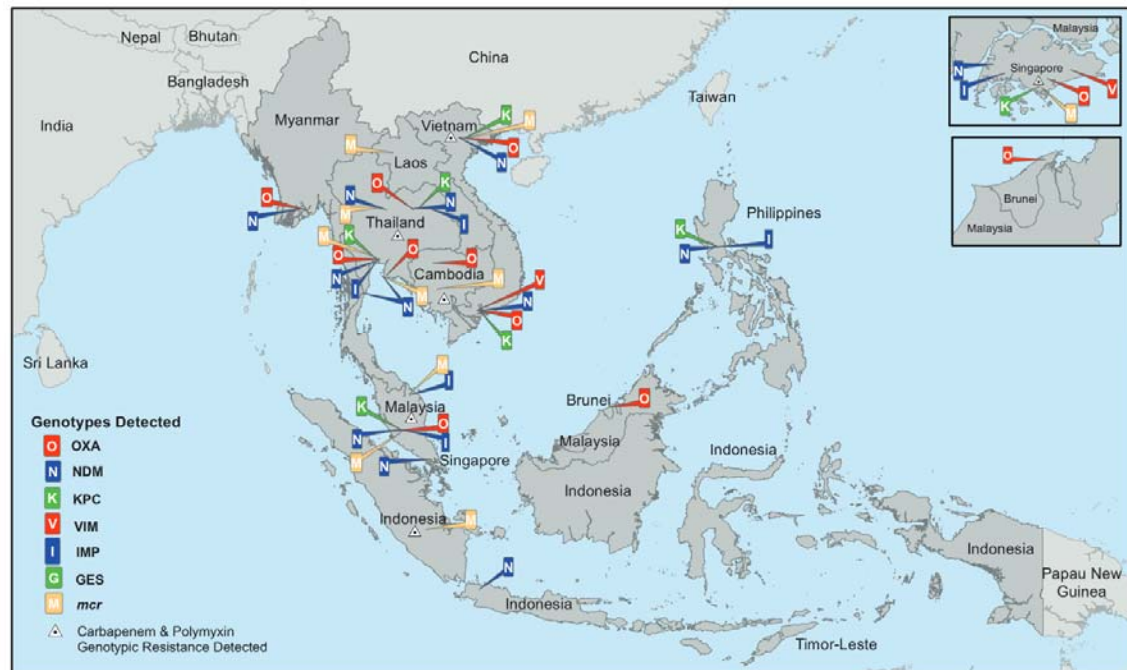 Nepal
Bhutan
China
Bangladesh
India
Myanmar
Taiwan
Vietnam
K
M
O
N
M
Laos
O
K
N
N
M
I
Thailand
O
N
M
K
O
N
I
O
O
Cambodia
M
M
N
V
N
O
K
Philippines
K
N
I
Sri Lanka
M
I
K
Malaysia
O
N
I
M
N
Singapore
Brunei
O
Malaysia
Indonesia
Indonesia
Indonesia
M
N
Indonesia
Indonesia
Papau New
Guinea
Timor-Leste
Malaysia
Singapore
N
I
K
M
O
V
O
Brunei
Malaysia
Genotypes Detected
O OXA
N NDM
K KPC
V VIM
I IMP
G GES
M mcr
Carbapenem & Polymyxin
Genotypic Resistance Detected